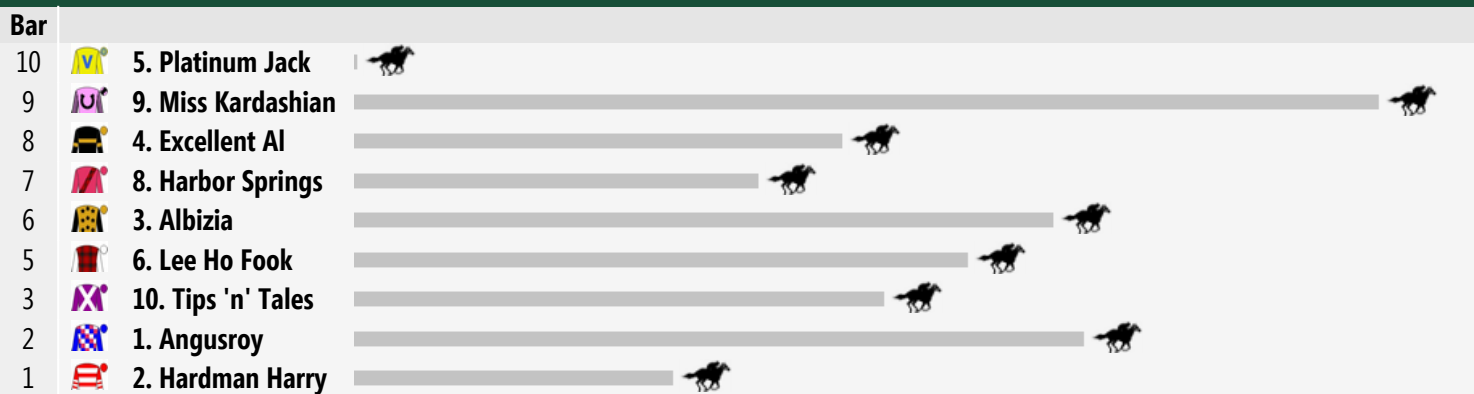 Bar
10 V 5. Platinum Jack
9 9. Miss Kardashian
8 4. Excellent Al
7 8. Harbor Springs
6 3. Albizia
5 6. Lee Ho Fook
3 10. Tips 'n' Tales
2 1. Angusroy
1 2. Hardman Harry